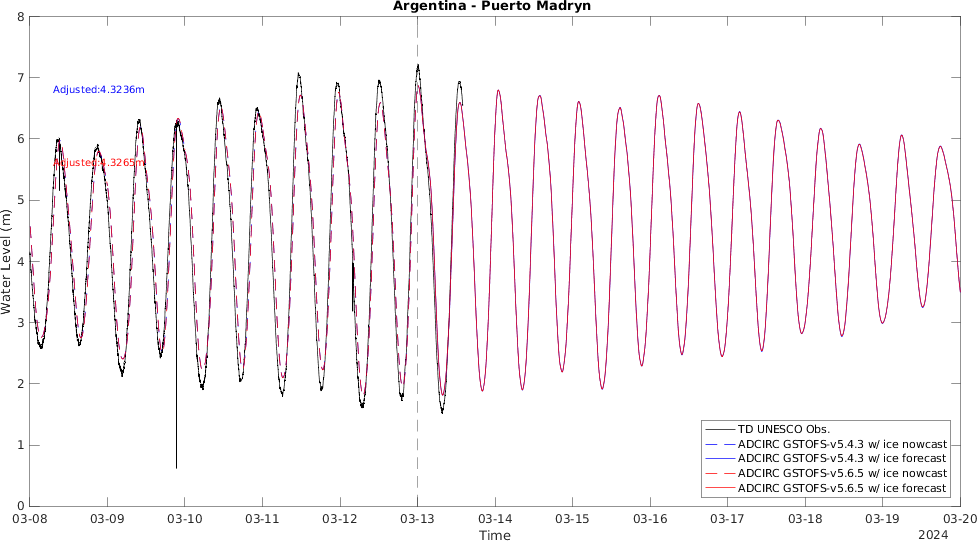 Argentina - Puerto Madryn
8
7
6
5
4
3
2
1
0
Water Level (m)
Adjusted:4.3236m
Adjusted:4.3265m
TD UNESCO Obs.
ADCIRC GSTOFS-v5.4.3 w/ ice nowcast
ADCIRC GSTOFS-v5.4.3 w/ ice forecast
ADCIRC GSTOFS-v5.6.5 w/ ice nowcast
ADCIRC GSTOFS-v5.6.5 w/ ice forecast
03-08 03-09 03-10 03-11 03-12 03-13 03-14 03-15 03-16 03-17 03-18 03-19 03-20
Time
2024